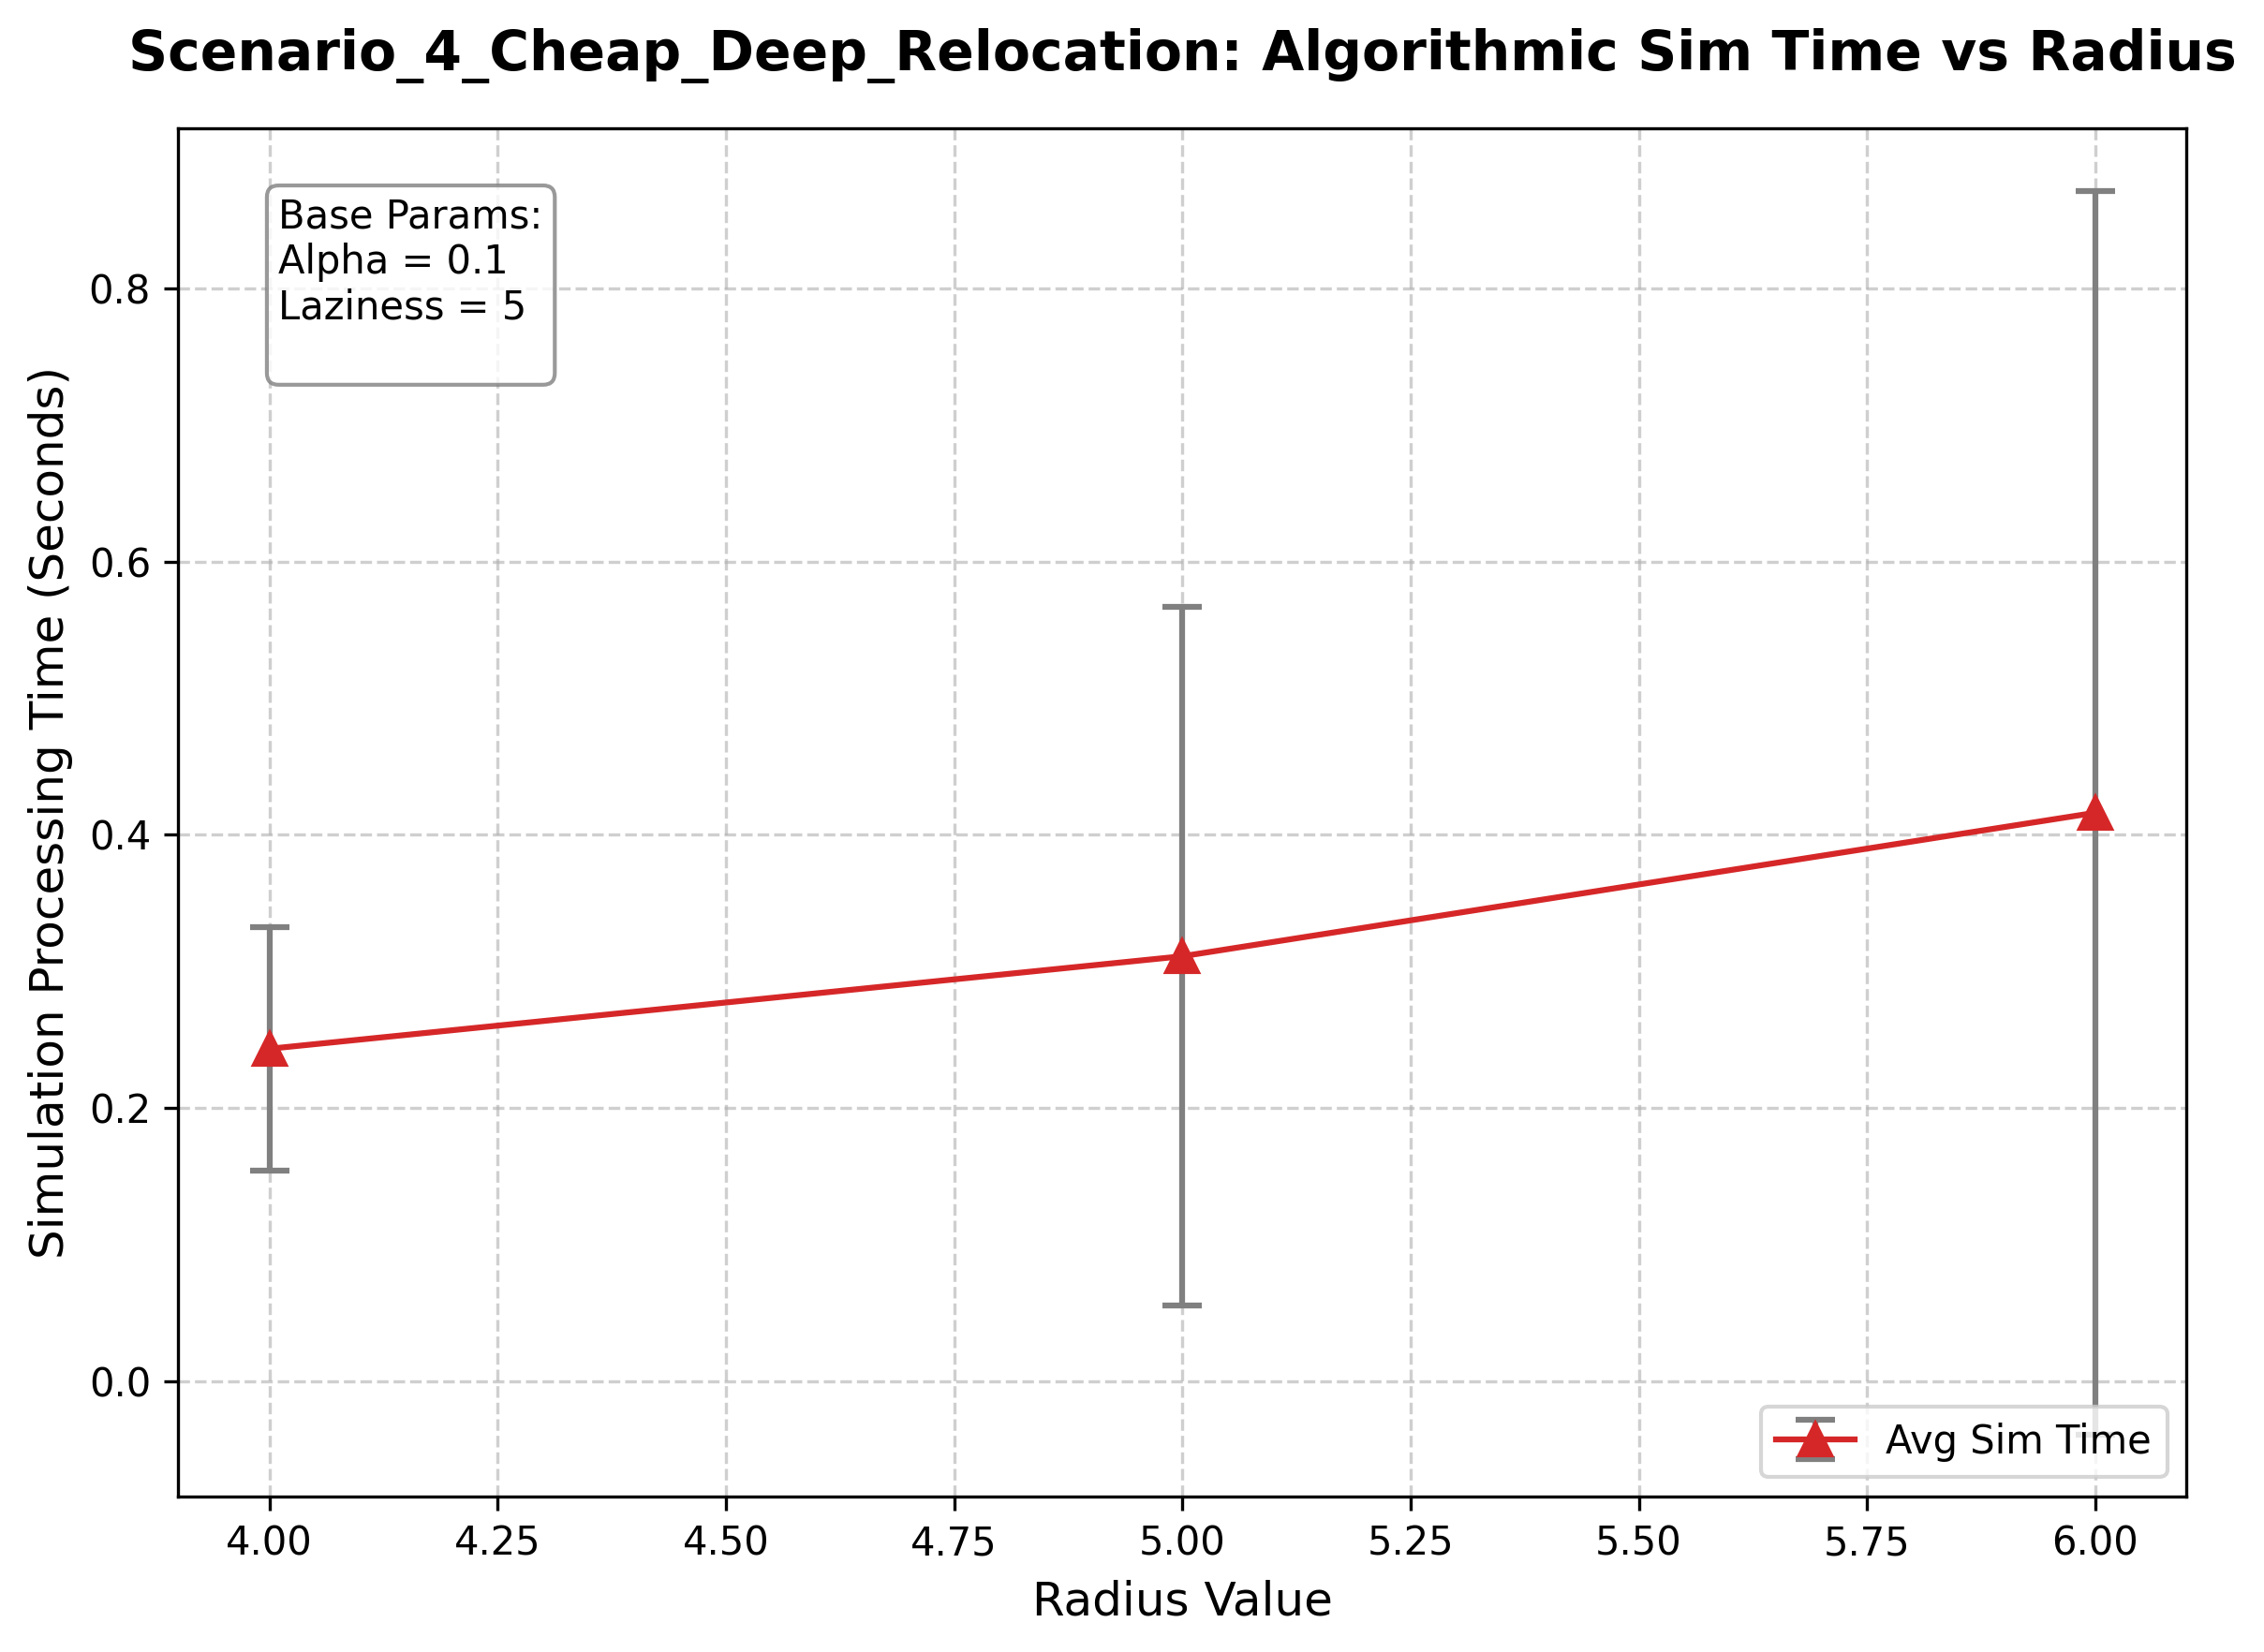 Scenario_4_Cheap_Deep_Relocation: Algorithmic Sim Time vs Radius
Base Params:
Alpha = 0.1
Laziness = 5
Simulation Processing Time (Seconds)
0.8
0.6
0.4
0.2
0.0
Avg Sim Time
4.00 4.25 4.50 4.75 5.00 5.25 5.50 5.75 6.00
Radius Value